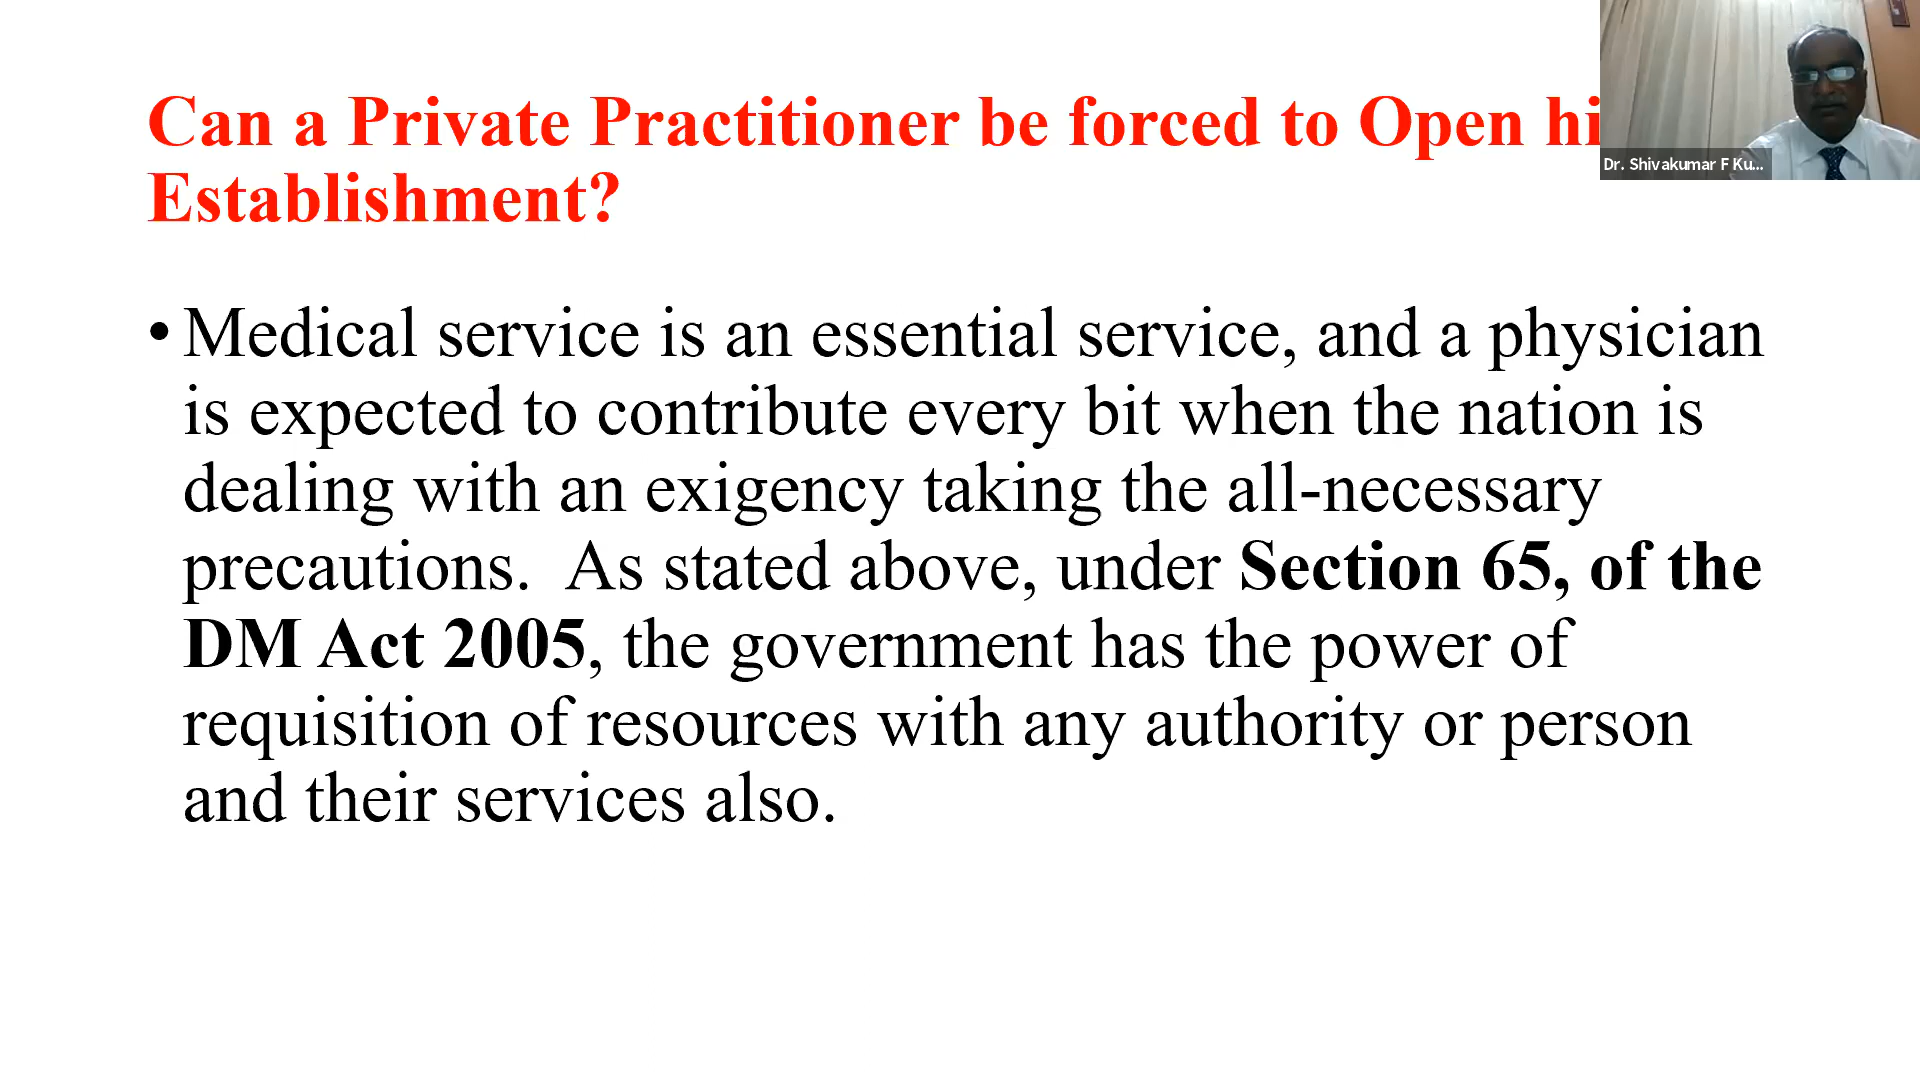 Can a Private Practitioner be forced to Open hi
Establishment?
• Medical service is an essential service, and a physician
is expected to contribute every bit when the nation is
dealing with an exigency taking the all-necessary
precautions.  As stated above, under Section 65, of the
DM Act 2005, the government has the power of
requisition of resources with any authority or person
and their services also.
Dr. Shivakumar F Ku...